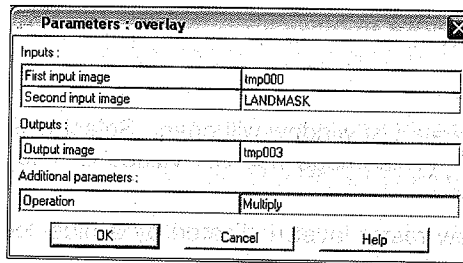 Parameters : overlay
Inputs :
First input image tmp000
Second input image LANDMASK
Outputs :
Output image tmp003
Additional parameters :
Operation Multiply
OK Cancel Help